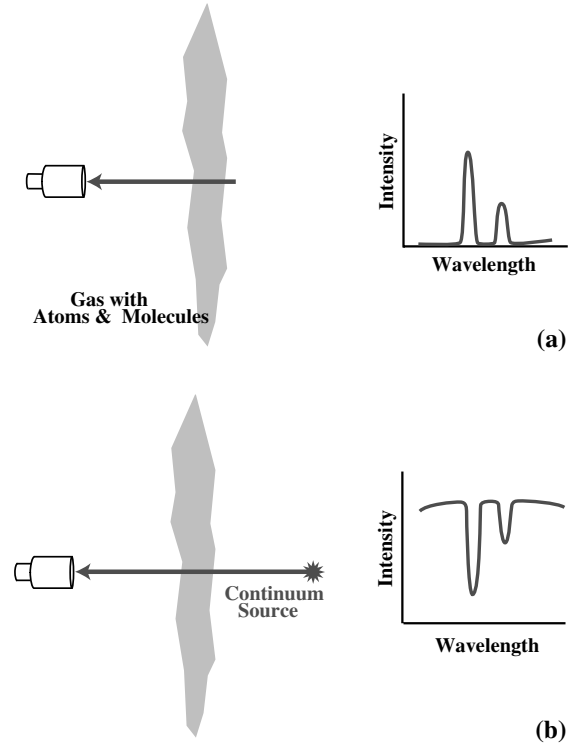 Intensity
Wavelength
Gas with
Atoms & Molecules
(a)
Intensity
Continuum
Source
Wavelength
(b)